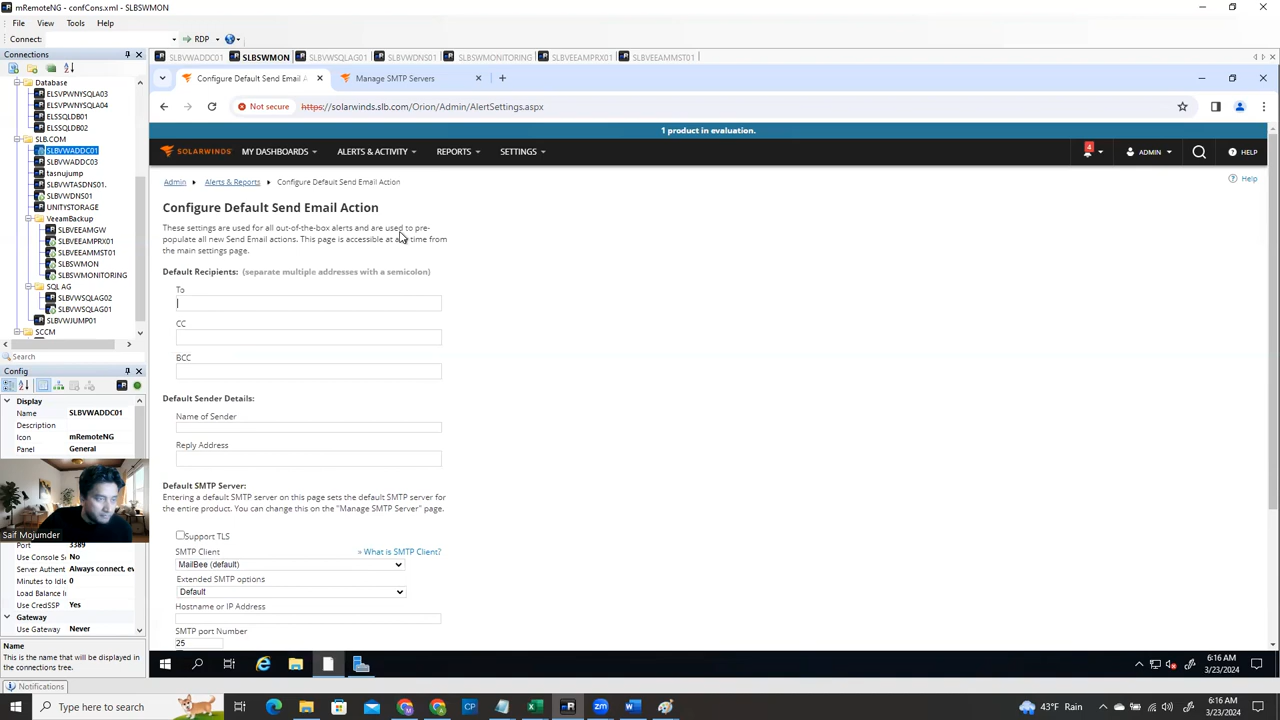 mRemoteNG - confCons.xml - SLBSWMON
File View Tools Help
Connect: RDP
Connections
SLBVWADDC01 SLBSWMON SLBVWSQLAG01 SLBVWDNS01 SLBSWMONITORING SLBVEEAMPRX01 SLBVEEAMMST01
Configure Default Send Email A
Manage SMTP Servers
Not secure https://solarwinds.slb.com/Orion/Admin/AlertSettings.aspx
1 product in evaluation.
SOLARWINDS MY DASHBOARDS ALERTS & ACTIVITY REPORTS SETTINGS 4 ADMIN HELP
Admin Alerts & Reports Configure Default Send Email Action Help
Configure Default Send Email Action
These settings are used for all out-of-the-box alerts and are used to pre-
populate all new Send Email actions. This page is accessible at any time from
the main settings page.
Default Recipients: (separate multiple addresses with a semicolon)
To
CC
BCC
Default Sender Details:
Name of Sender
Reply Address
Default SMTP Server:
Entering a default SMTP server on this page sets the default SMTP server for
the entire product. You can change this on the "Manage SMTP Server" page.
Support TLS
SMTP Client » What is SMTP Client?
MailBee (default)
Extended SMTP options
Default
Hostname or IP Address
SMTP port Number
25
Database
ELSVPWNYSQLA03
ELSVPWNYSQLA04
ELSSQLDB01
ELSSQLDB02
SLB.COM
SLBVWADDC01
SLBVWADDC03
tasnujump
SLBVWTASDNS01.
SLBVWDNS01
UNITYSTORAGE
VeeamBackup
SLBVEEAMGW
SLBVEEAMPRX01
SLBVEEAMMST01
SLBSWMON
SLBSWMONITORING
SQL AG
SLBVWSQLAG02
SLBVWSQLAG01
SLBVWJUMP01
SCCM
Search
Config
Display
Name SLBVWADDC01
Description
Icon mRemoteNG
Panel General
Saif Mojumder
Port 3389
Use Console S No
Server Authent Always connect, ev
Minutes to Idle 0
Load Balance In
Use CredSSP Yes
Gateway
Use Gateway Never
Name
This is the name that will be displayed in
the connections tree.
Notifications
6:16 AM
3/23/2024
Type here to search
43°F Rain
6:16 AM
3/23/2024